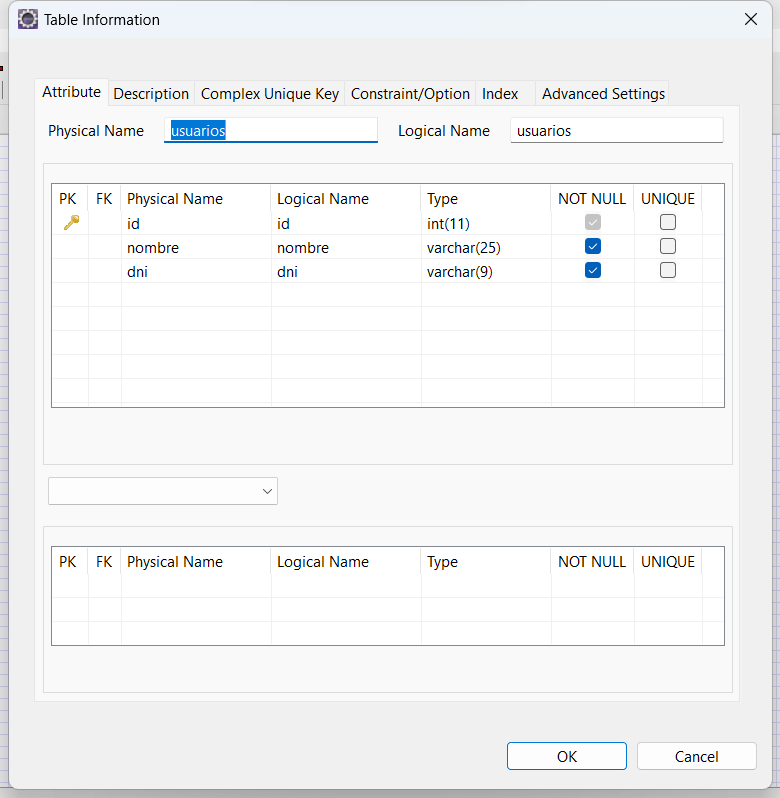 Table Information
Attribute Description Complex Unique Key Constraint/Option Index Advanced Settings
Physical Name usuarios Logical Name usuarios
PK FK Physical Name Logical Name Type NOT NULL UNIQUE
id id int(11)
nombre nombre varchar(25)
dni dni varchar(9)
PK FK Physical Name Logical Name Type NOT NULL UNIQUE
OK Cancel